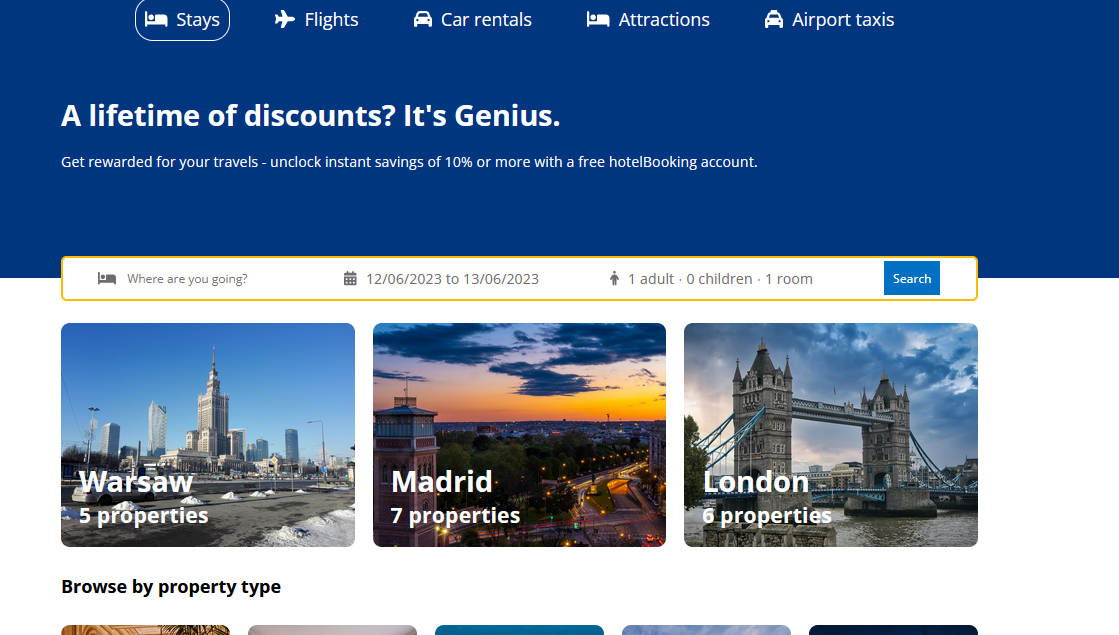 Stays Flights Car rentals Attractions Airport taxis
A lifetime of discounts? It's Genius.
Get rewarded for your travels - unclock instant savings of 10% or more with a free hotelBooking account.
Where are you going? 12/06/2023 to 13/06/2023 1 adult · 0 children · 1 room Search
Warsaw
5 properties
Madrid
7 properties
London
6 properties
Browse by property type